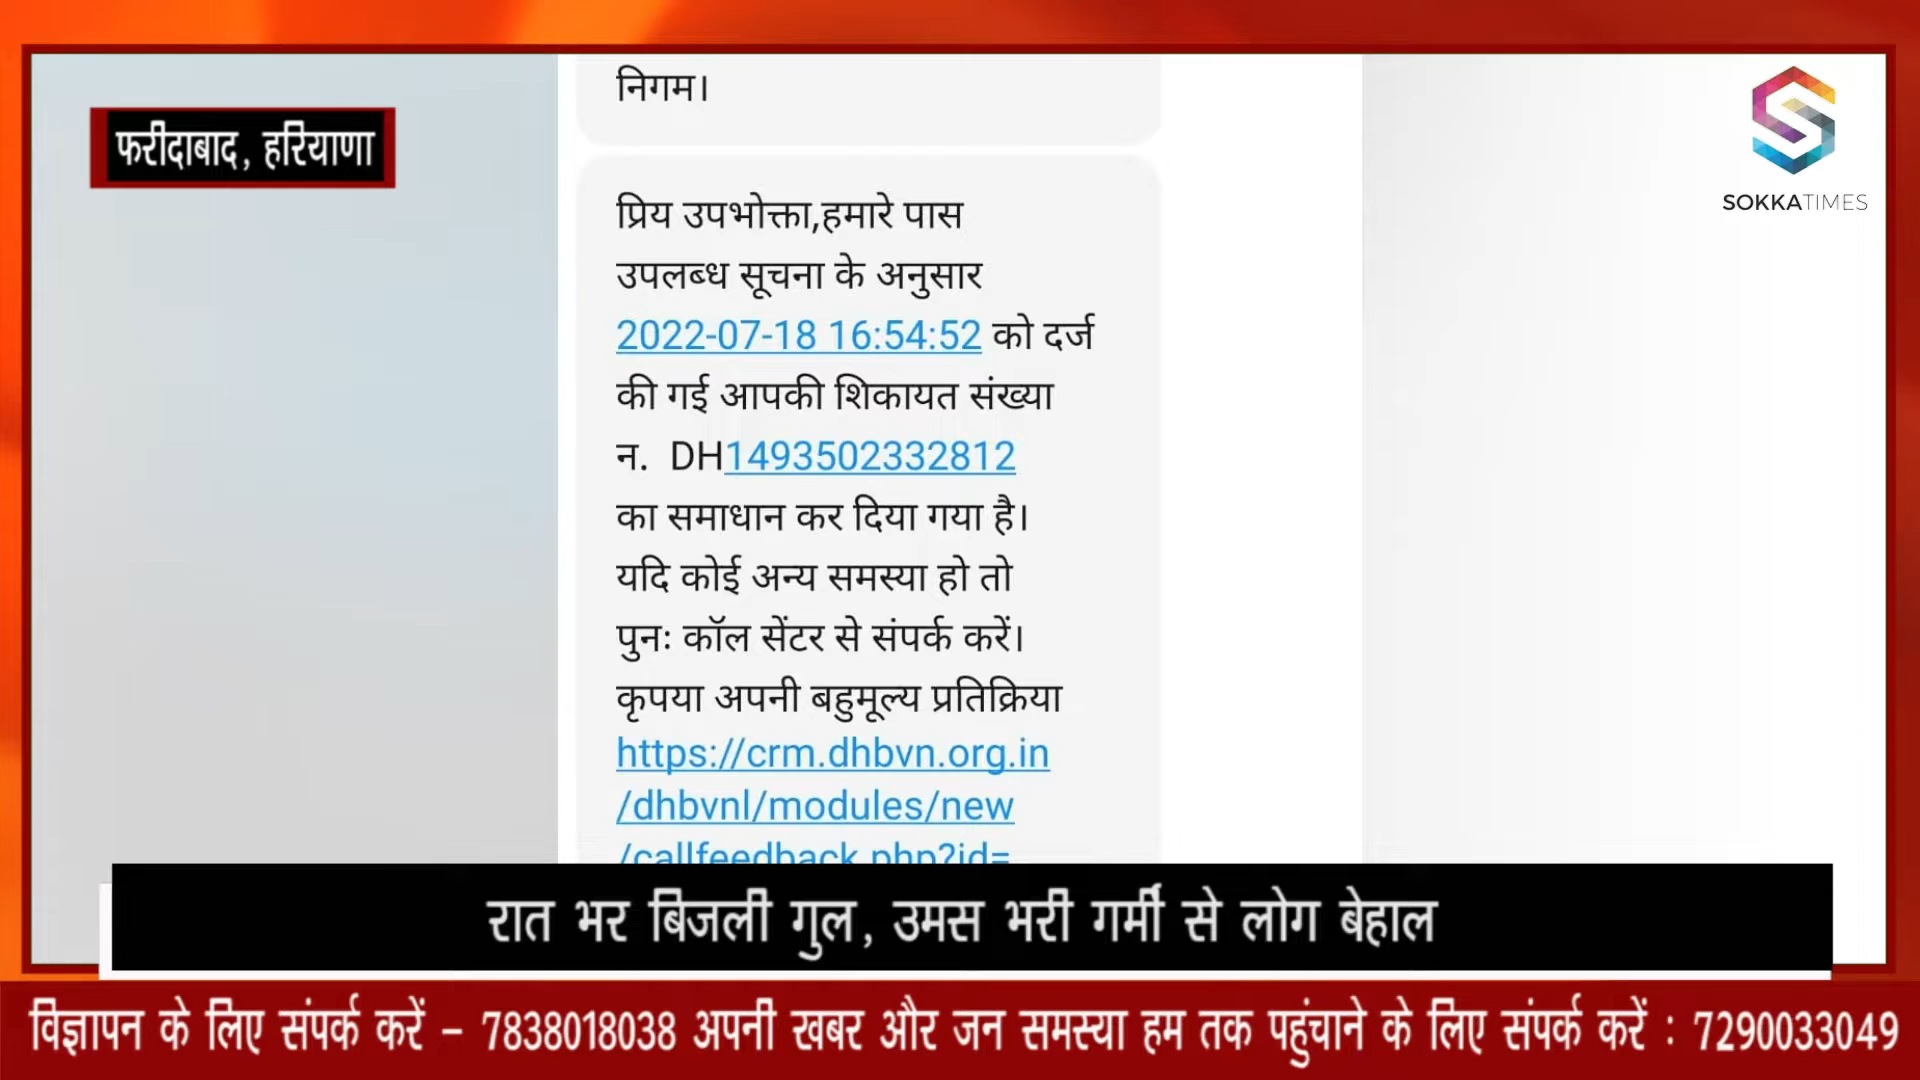 निगम।
फरीदाबाद, हरियाणा
SOKKATIMES
प्रिय उपभोक्ता,हमारे पास
उपलब्ध सूचना के अनुसार
2022-07-18 16:54:52 को दर्ज
की गई आपकी शिकायत संख्या
न. DH1493502332812
का समाधान कर दिया गया है।
यदि कोई अन्य समस्या हो तो
पुनः कॉल सेंटर से संपर्क करें।
कृपया अपनी बहुमूल्य प्रतिक्रिया
https://crm.dhbvn.org.in
/dhbvnl/modules/new
/callfeedback.php?id=
रात भर बिजली गुल, उमस भरी गर्मी से लोग बेहाल
विज्ञापन के लिए संपर्क करें – 7838018038 अपनी खबर और जन समस्या हम तक पहुंचाने के लिए संपर्क करें : 7290033049